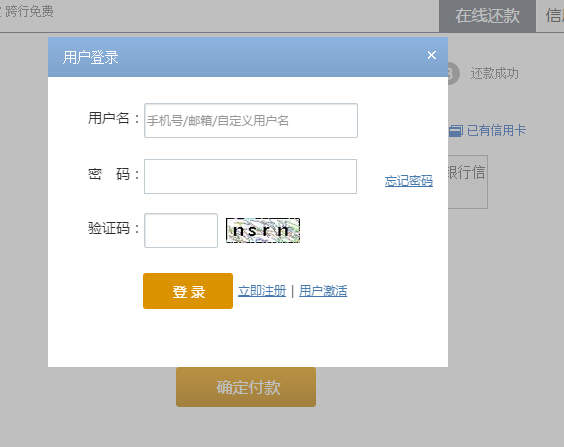 跨行免费
在线还款
信
用户登录 ×
还款成功
用户名： 手机号/邮箱/自定义用户名
已有信用卡
密 码： 忘记密码
银行信
验证码： nsrn
登 录 立即注册 | 用户激活
确定付款